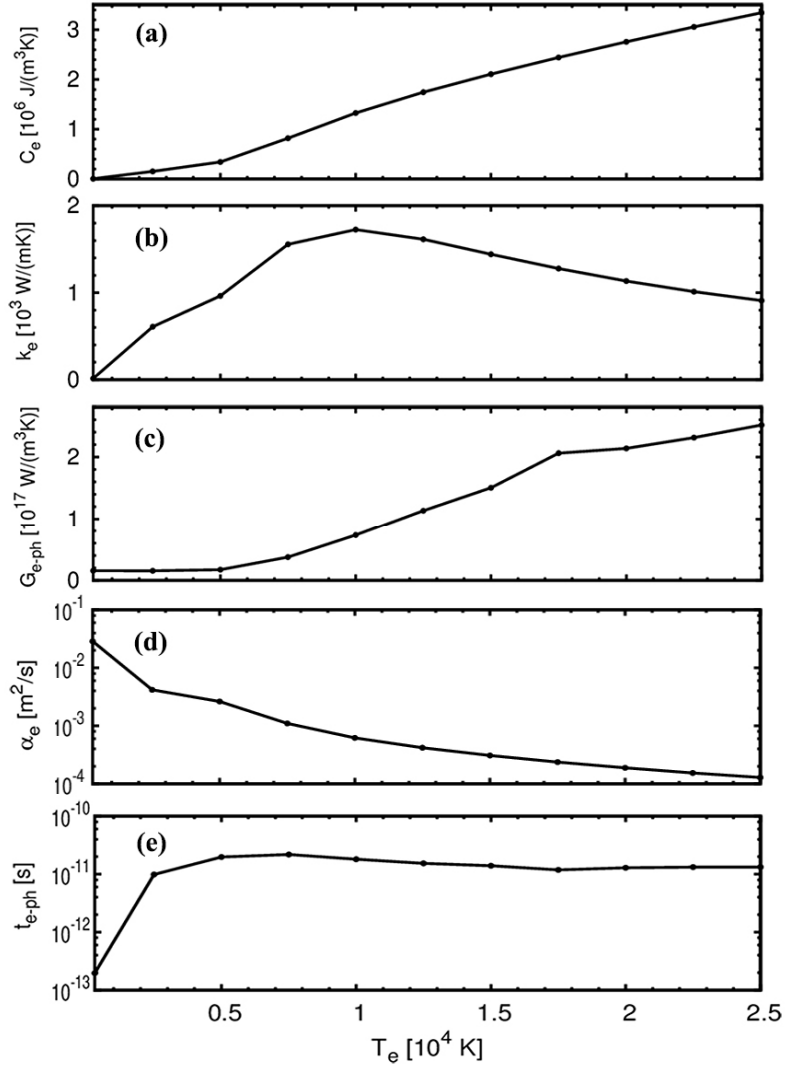 (a)
C_e [10^6 J/(m^3K)]
3
2
1
0
(b)
k_e [10^3 W/(mK)]
2
1
0
(c)
G_e-ph [10^17 W/(m^3K)]
2
1
0
(d)
α_e [m^2/s]
10^-1
10^-2
10^-3
10^-4
(e)
t_e-ph [s]
10^-10
10^-11
10^-12
10^-13
0.5 1 1.5 2 2.5
T_e [10^4 K]